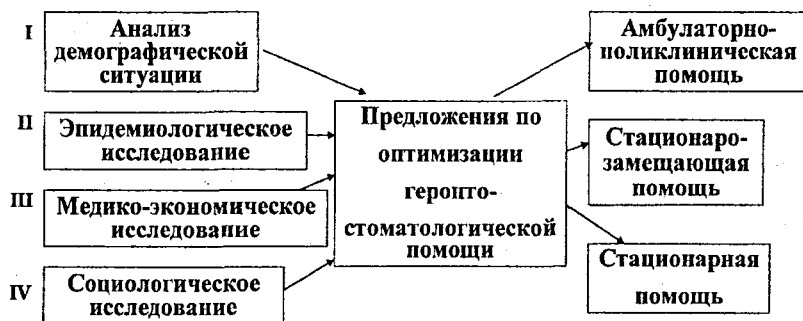 I
Анализ
демографической
ситуации
II
Эпидемиологическое
исследование
III
Медико-экономическое
исследование
IV
Социологическое
исследование
Предложения по
оптимизации
геронто-
стоматологической
помощи
Амбулаторно-
поликлиническая
помощь
Стационаро-
замещающая
помощь
Стационарная
помощь